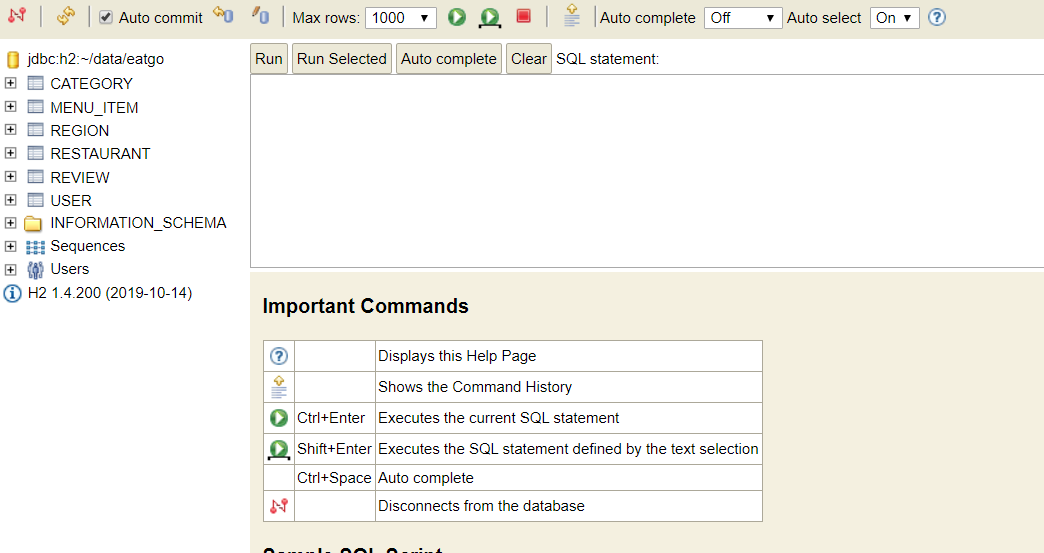 Auto commit Max rows: 1000 Auto complete Off Auto select On
jdbc:h2:~/data/eatgo
CATEGORY
MENU_ITEM
REGION
RESTAURANT
REVIEW
USER
INFORMATION_SCHEMA
Sequences
Users
H2 1.4.200 (2019-10-14)
Run Run Selected Auto complete Clear SQL statement:
Important Commands
Displays this Help Page
Shows the Command History
Ctrl+Enter Executes the current SQL statement
Shift+Enter Executes the SQL statement defined by the text selection
Ctrl+Space Auto complete
Disconnects from the database
Sample SQL Script